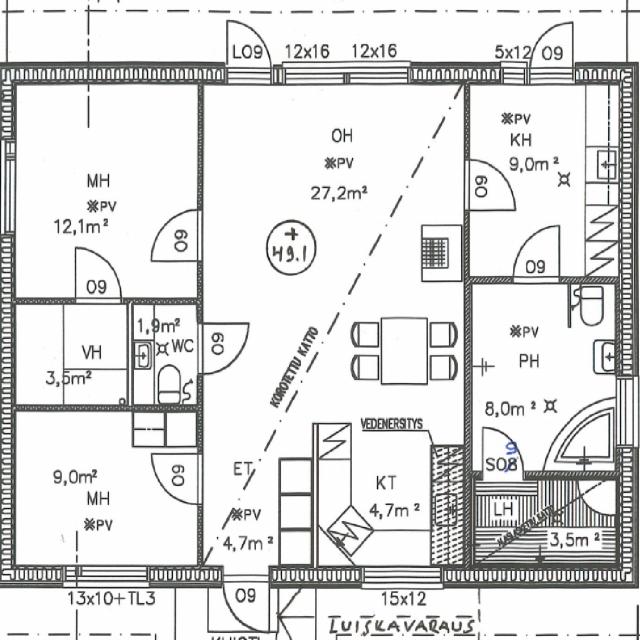 LO9
12x16
12x16
5x12
O9
OH
※PV
27,2m²
※PV
KH
9,0m²
MH
※PV
12,1m²
O9
O9
O9
O9
+
49.1
1,9m²
WC
VH
3,5m²
O9
KOROTETTU KATTO
※PV
PH
8,0m²
VEDENERISTYS
9,0m²
MH
※PV
O9
ET
※PV
4,7m²
KT
4,7m²
SO8
9
LH
3,5m²
13x10+TL3
O9
15x12
LUISKAVARAUS